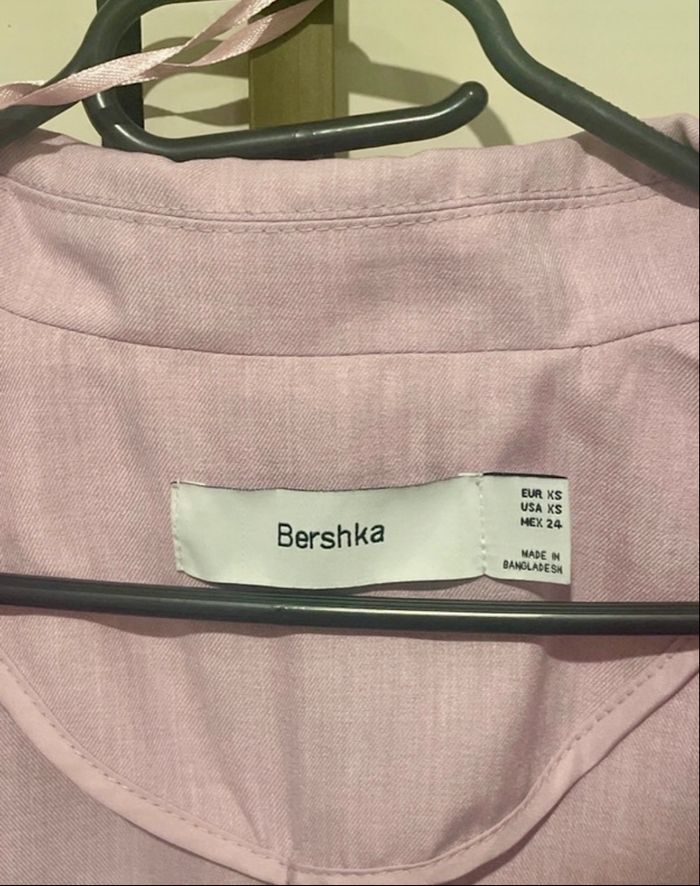 Bershka
EUR XS
USA XS
MEX 24
MADE IN
BANGLADESH